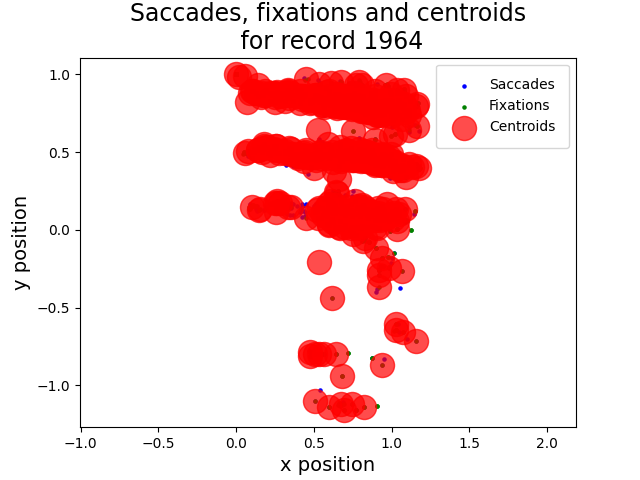 Saccades, fixations and centroids
for record 1964
Saccades
Fixations
Centroids
y position
1.0
0.5
0.0
−0.5
−1.0
−1.0 −0.5 0.0 0.5 1.0 1.5 2.0
x position